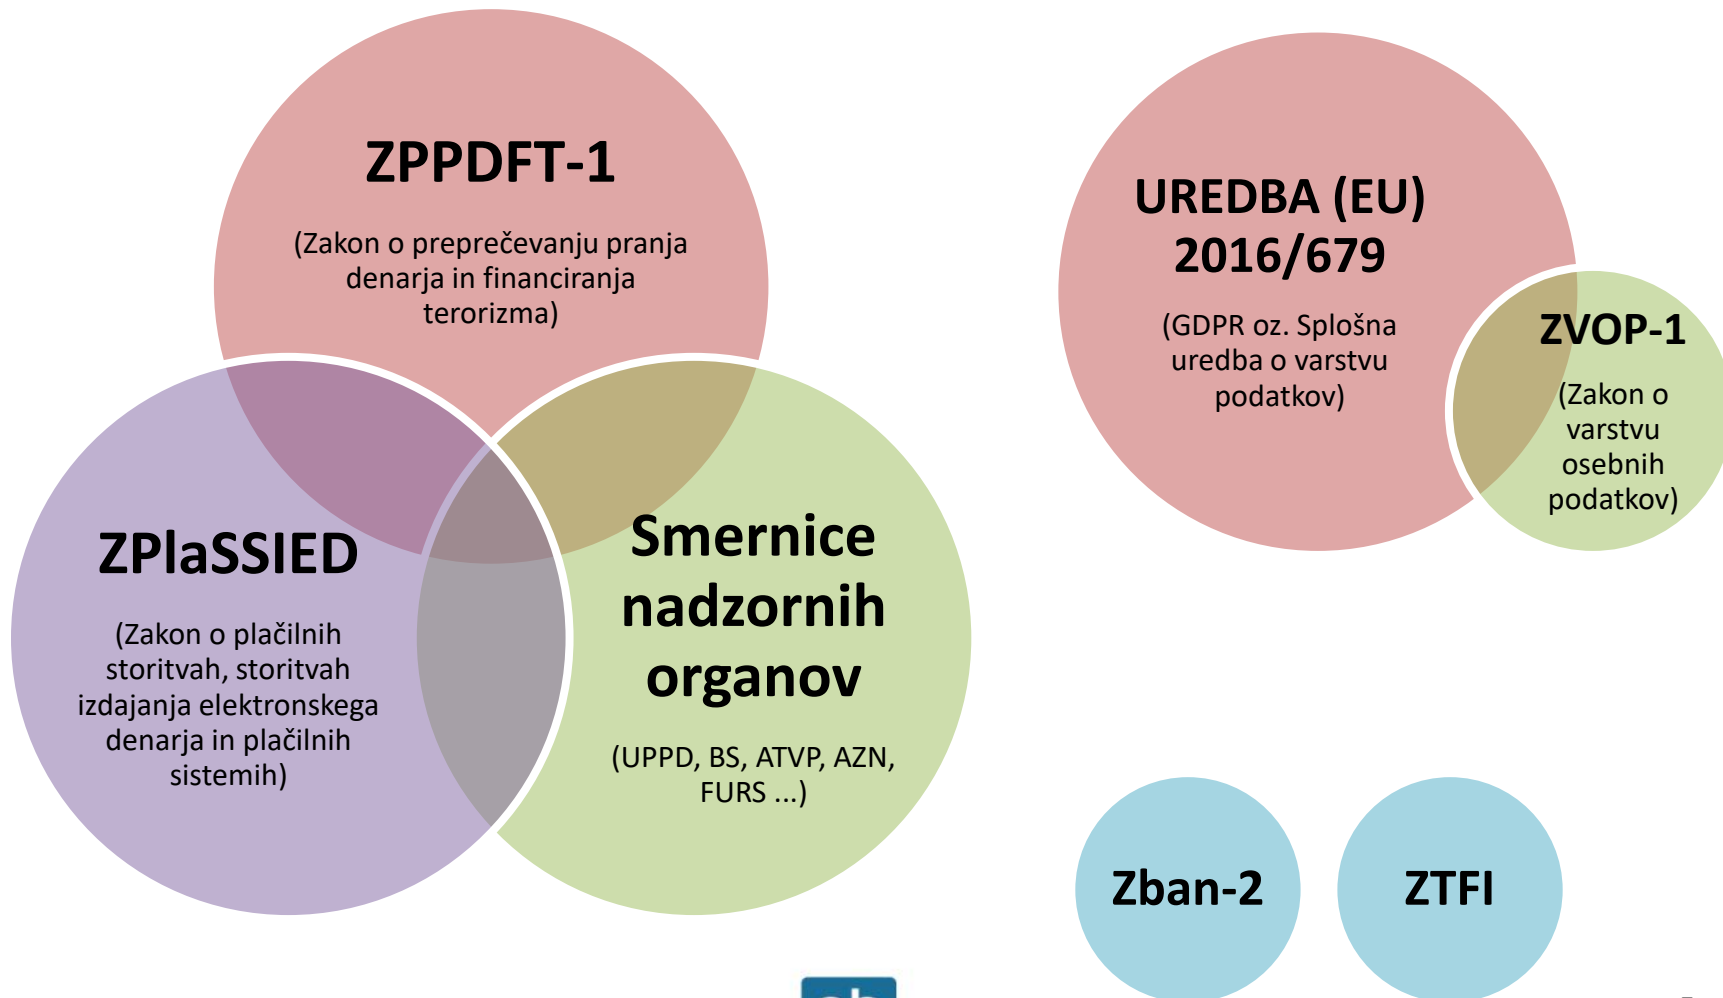 ZPPDFT-1
(Zakon o preprečevanju pranja
denarja in financiranja
terorizma)
ZPlaSSIED
(Zakon o plačilnih
storitvah, storitvah
izdajanja elektronskega
denarja in plačilnih
sistemih)
Smernice
nadzornih
organov
(UPPD, BS, ATVP, AZN,
FURS ...)
UREDBA (EU)
2016/679
(GDPR oz. Splošna
uredba o varstvu
podatkov)
ZVOP-1
(Zakon o
varstvu
osebnih
podatkov)
Zban-2
ZTFI